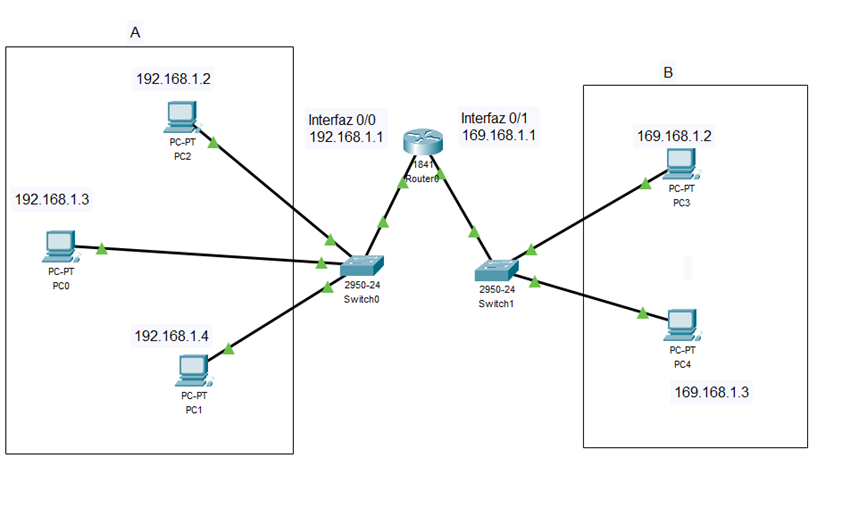 A
B
192.168.1.2
PC-PT
PC2
Interfaz 0/0
192.168.1.1
Interfaz 0/1
169.168.1.1
1841
Router0
169.168.1.2
PC-PT
PC3
192.168.1.3
PC-PT
PC0
2950-24
Switch0
2950-24
Switch1
192.168.1.4
PC-PT
PC1
PC-PT
PC4
169.168.1.3